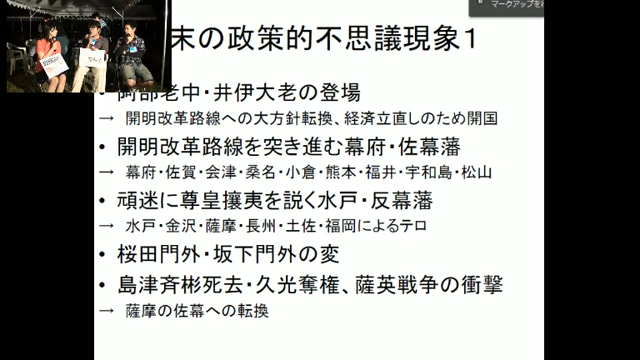 マークアップを
末の政策的不思議現象1
• 阿部老中・井伊大老の登場
→ 開明改革路線への大方針転換、経済立直しのため開国
• 開明改革路線を突き進む幕府・佐幕藩
→ 幕府・佐賀・会津・桑名・小倉・熊本・福井・宇和島・松山
• 頑迷に尊皇攘夷を説く水戸・反幕藩
→ 水戸・金沢・薩摩・長州・土佐・福岡によるテロ
• 桜田門外・坂下門外の変
• 島津斉彬死去・久光奪権、薩英戦争の衝撃
→ 薩摩の佐幕への転換